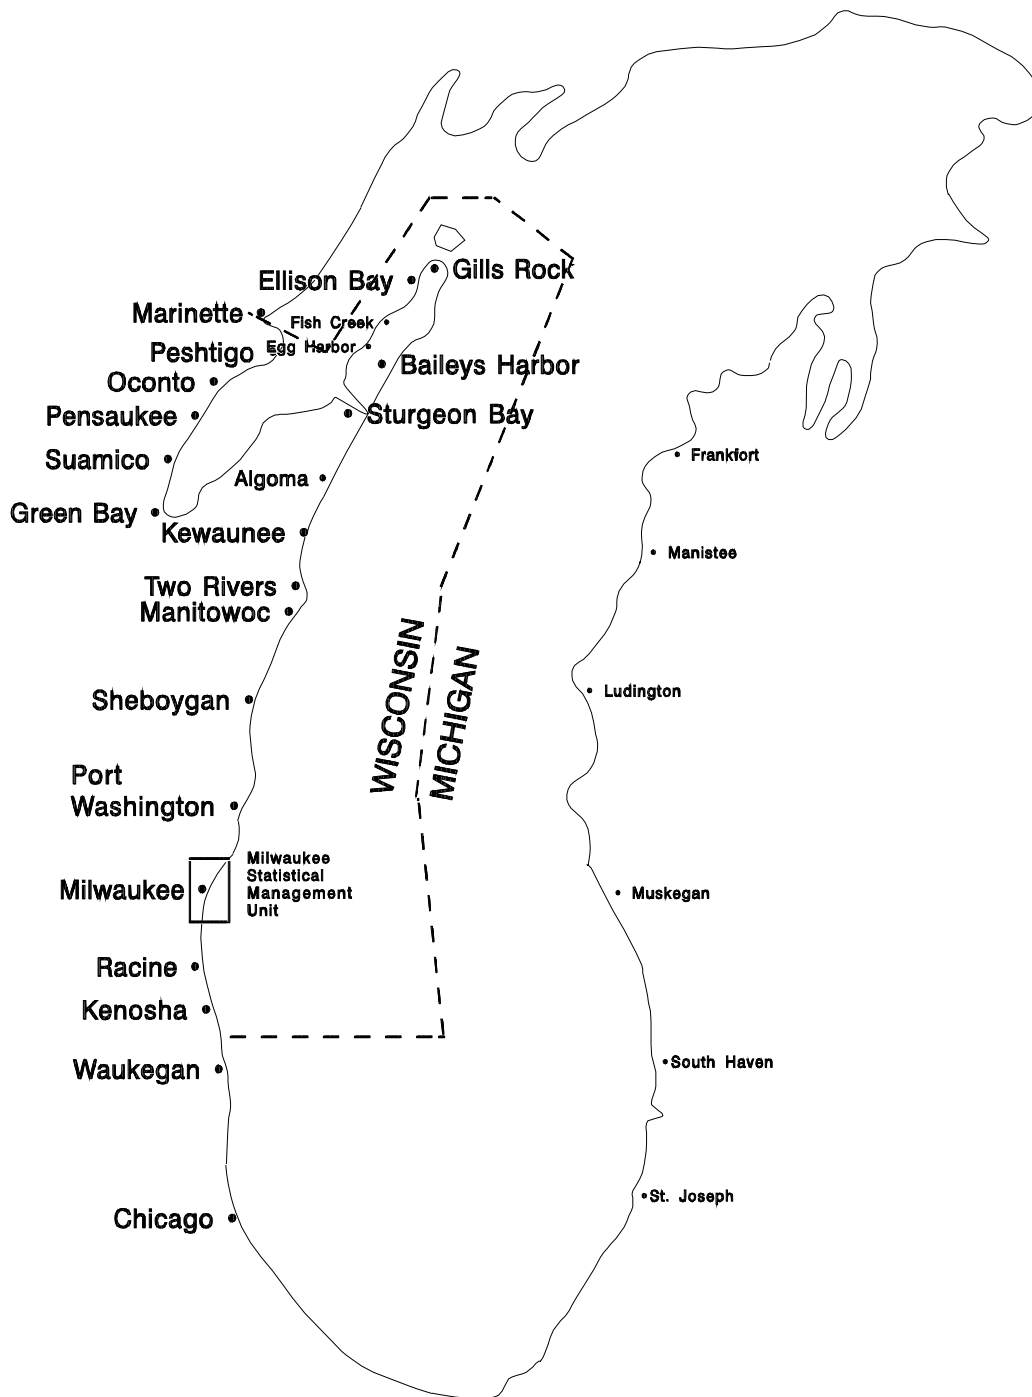 Gills Rock
Ellison Bay
Marinette
Fish Creek
Peshtigo
Egg Harbor
Baileys Harbor
Oconto
Pensaukee
Sturgeon Bay
Suamico
Frankfort
Algoma
Green Bay
Kewaunee
Manistee
Two Rivers
Manitowoc
WISCONSIN
MICHIGAN
Ludington
Sheboygan
Port
Washington
Milwaukee
Statistical
Management
Unit
Milwaukee
Muskegan
Racine
Kenosha
South Haven
Waukegan
St. Joseph
Chicago